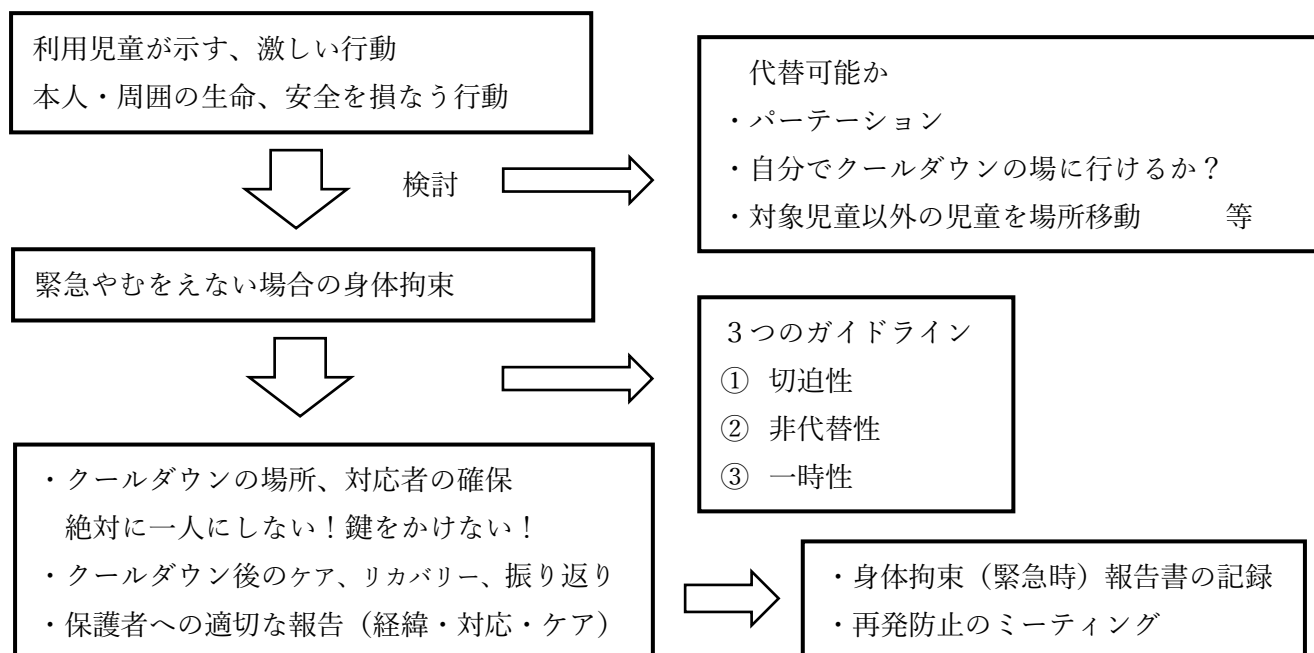 利用児童が示す、激しい行動
本人・周囲の生命、安全を損なう行動
検討
代替可能か
・パーテーション
・自分でクールダウンの場に行けるか？
・対象児童以外の児童を場所移動　　　等
緊急やむをえない場合の身体拘束
３つのガイドライン
① 切迫性
② 非代替性
③ 一時性
・クールダウンの場所、対応者の確保
絶対に一人にしない！鍵をかけない！
・クールダウン後のケア、リカバリー、振り返り
・保護者への適切な報告（経緯・対応・ケア）
・身体拘束（緊急時）報告書の記録
・再発防止のミーティング